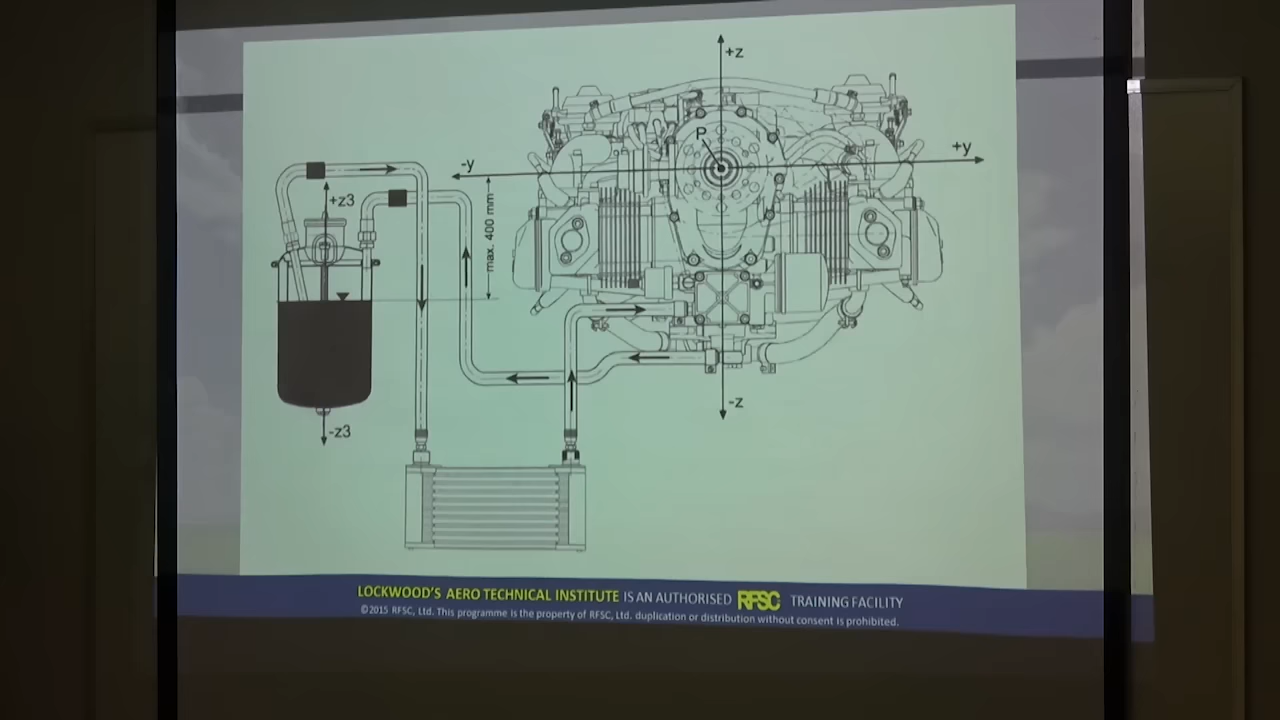 +z
P
-y
+y
+z3
max. 400 mm
-z
-z3
LOCKWOOD'S AERO TECHNICAL INSTITUTE IS AN AUTHORISED RFSC TRAINING FACILITY
©2015 RFSC, Ltd. This programme is the property of RFSC, Ltd. duplication or distribution without consent is prohibited.